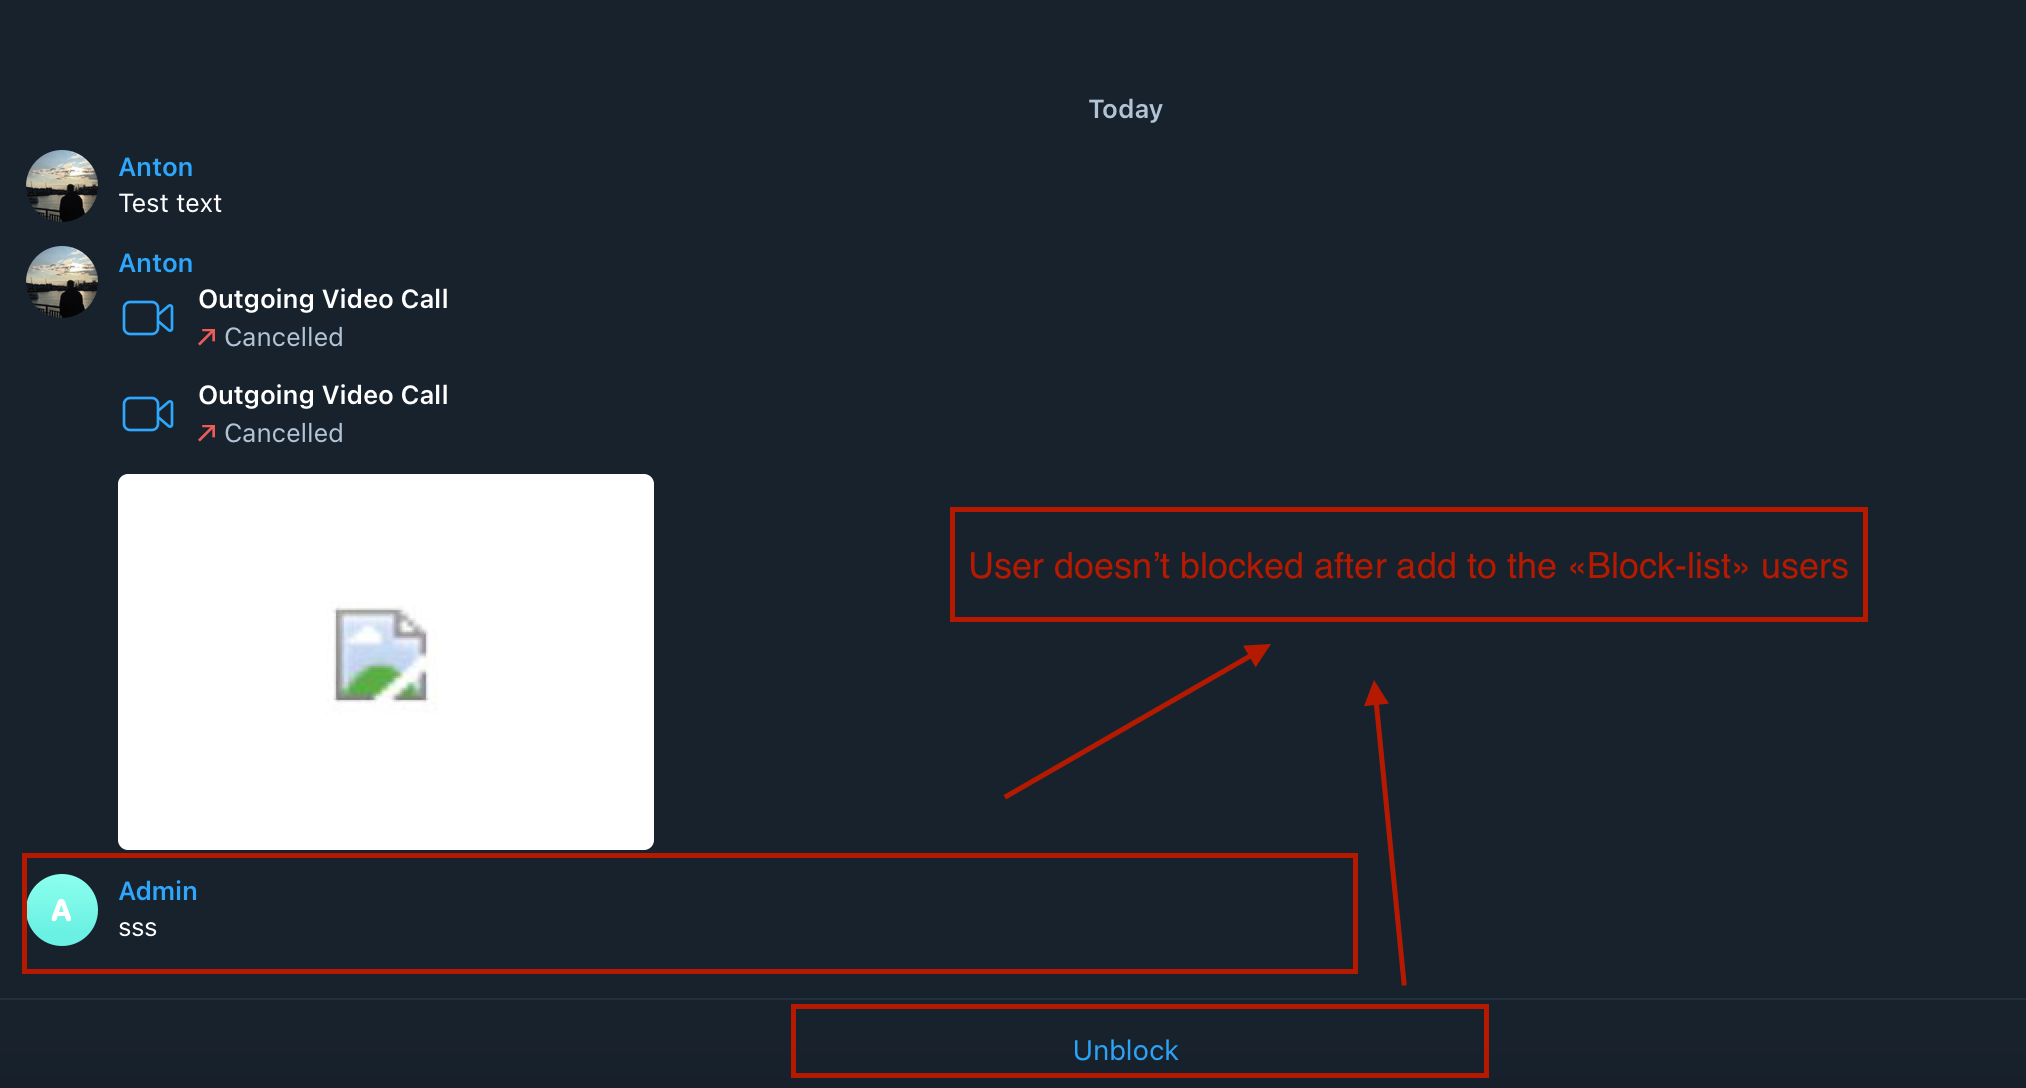 Today
Anton
Test text
Anton
Outgoing Video Call
Cancelled
Outgoing Video Call
Cancelled
User doesn’t blocked after add to the «Block-list» users
A
Admin
sss
Unblock